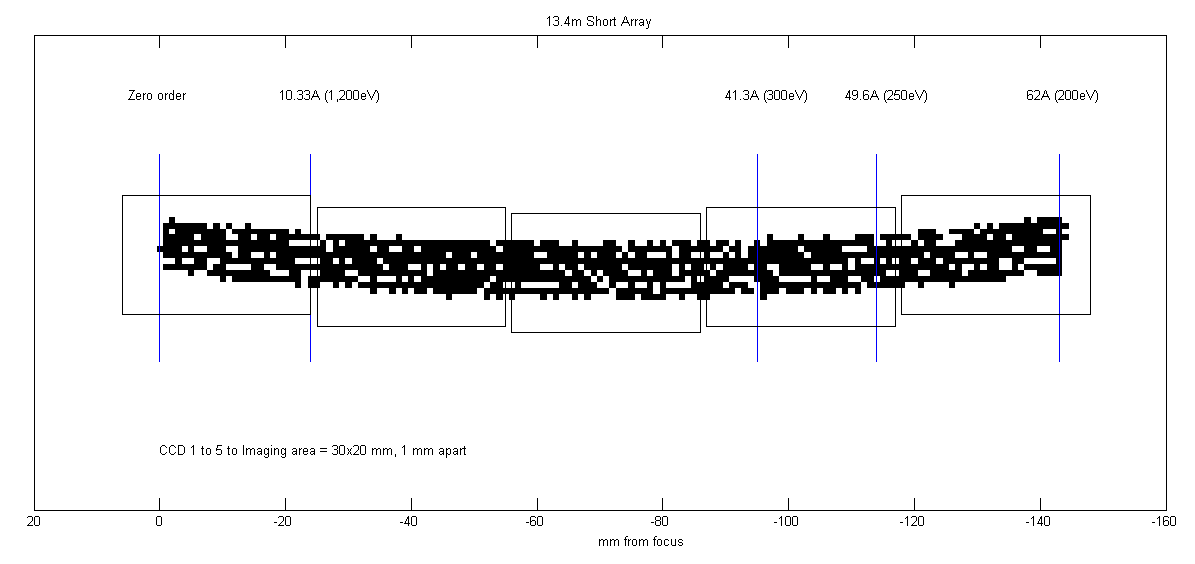 13.4m Short Array
Zero order 10.33A (1,200eV) 41.3A (300eV) 49.6A (250eV) 62A (200eV)
CCD 1 to 5 to Imaging area = 30x20 mm, 1 mm apart
20 0 -20 -40 -60 -80 -100 -120 -140 -160
mm from focus